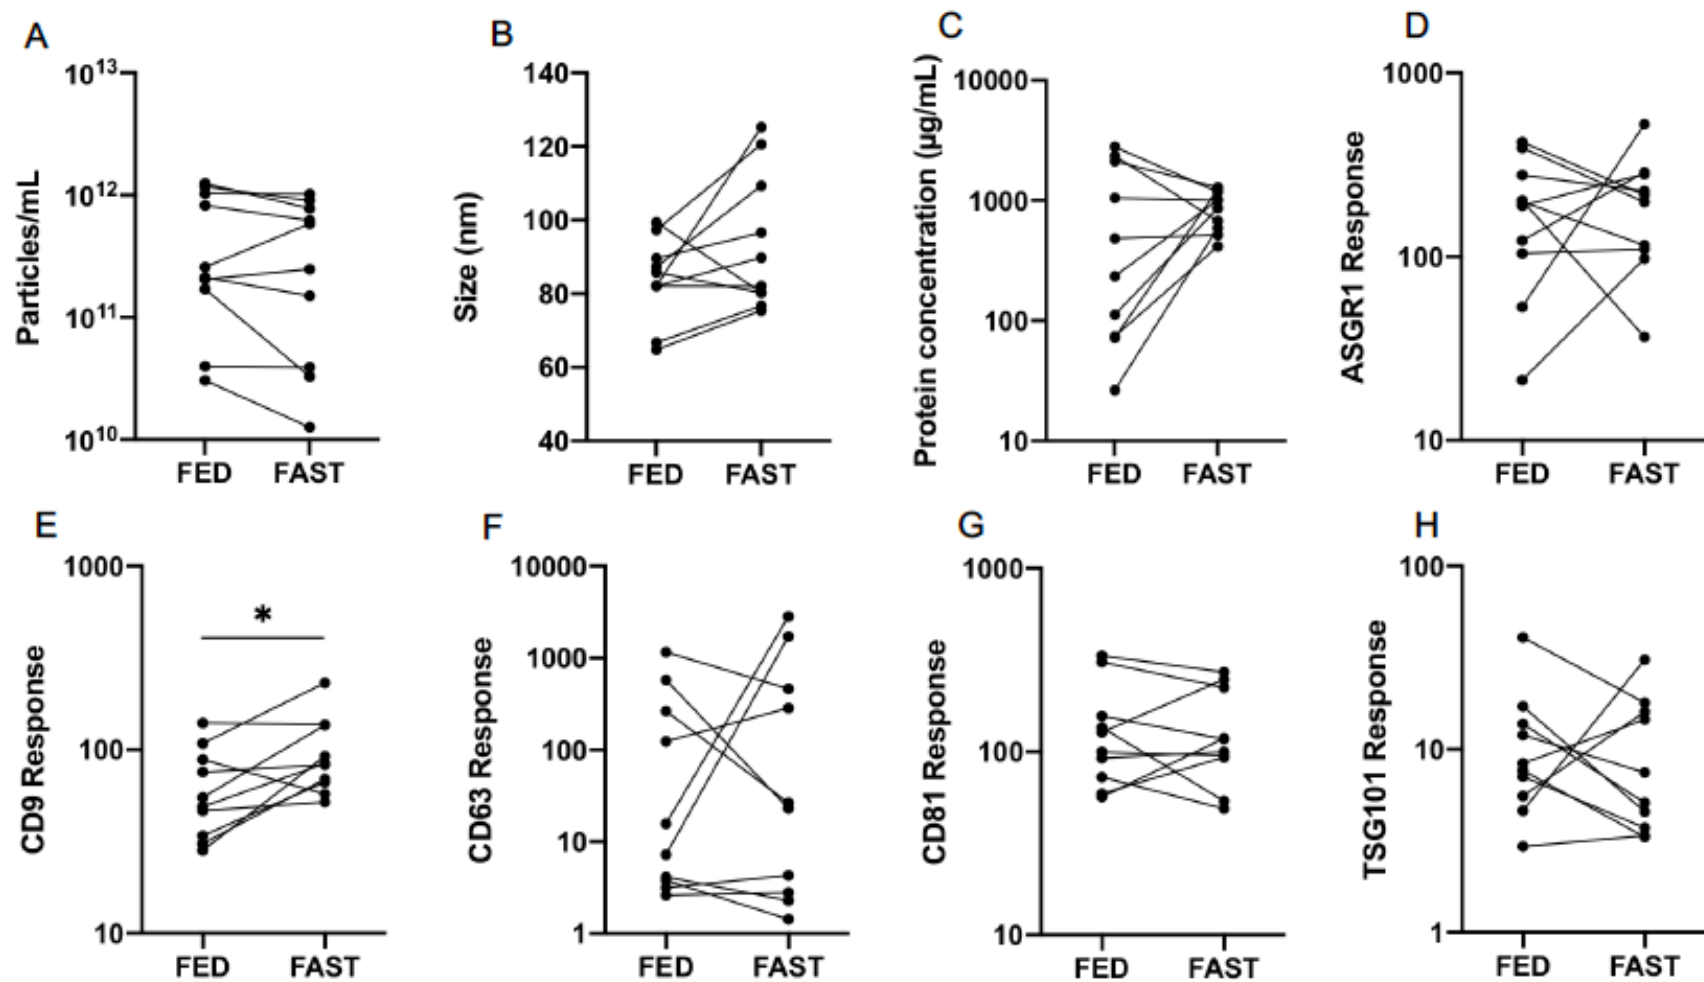 A
Particles/mL
10^13
10^12
10^11
10^10
FED FAST
B
Size (nm)
140
120
100
80
60
40
FED FAST
C
Protein concentration (µg/mL)
10000
1000
100
10
FED FAST
D
ASGR1 Response
1000
100
10
FED FAST
E
CD9 Response
1000
100
10
*
FED FAST
F
CD63 Response
10000
1000
100
10
1
FED FAST
G
CD81 Response
1000
100
10
FED FAST
H
TSG101 Response
100
10
1
FED FAST